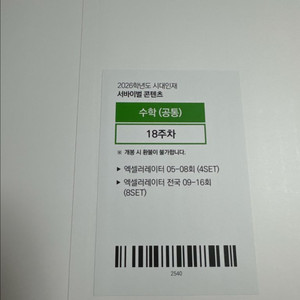 2026학년도 시대인재
서바이벌 콘텐츠
수학 (공통)
18주차
※ 개봉 시 환불이 불가합니다.
▶ 엑셀러레이터 05-08회 (4SET)
▶ 엑셀러레이터 전국 09-16회
(8SET)
2540